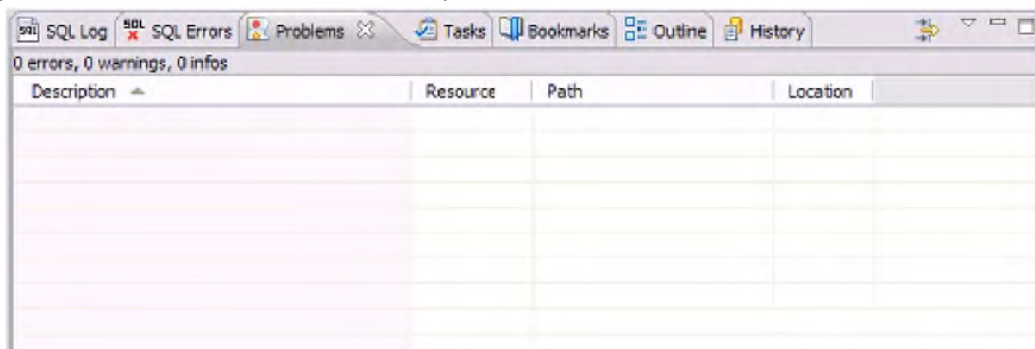 SQL Log SQL Errors Problems Tasks Bookmarks Outline History
0 errors, 0 warnings, 0 infos
Description Resource Path Location